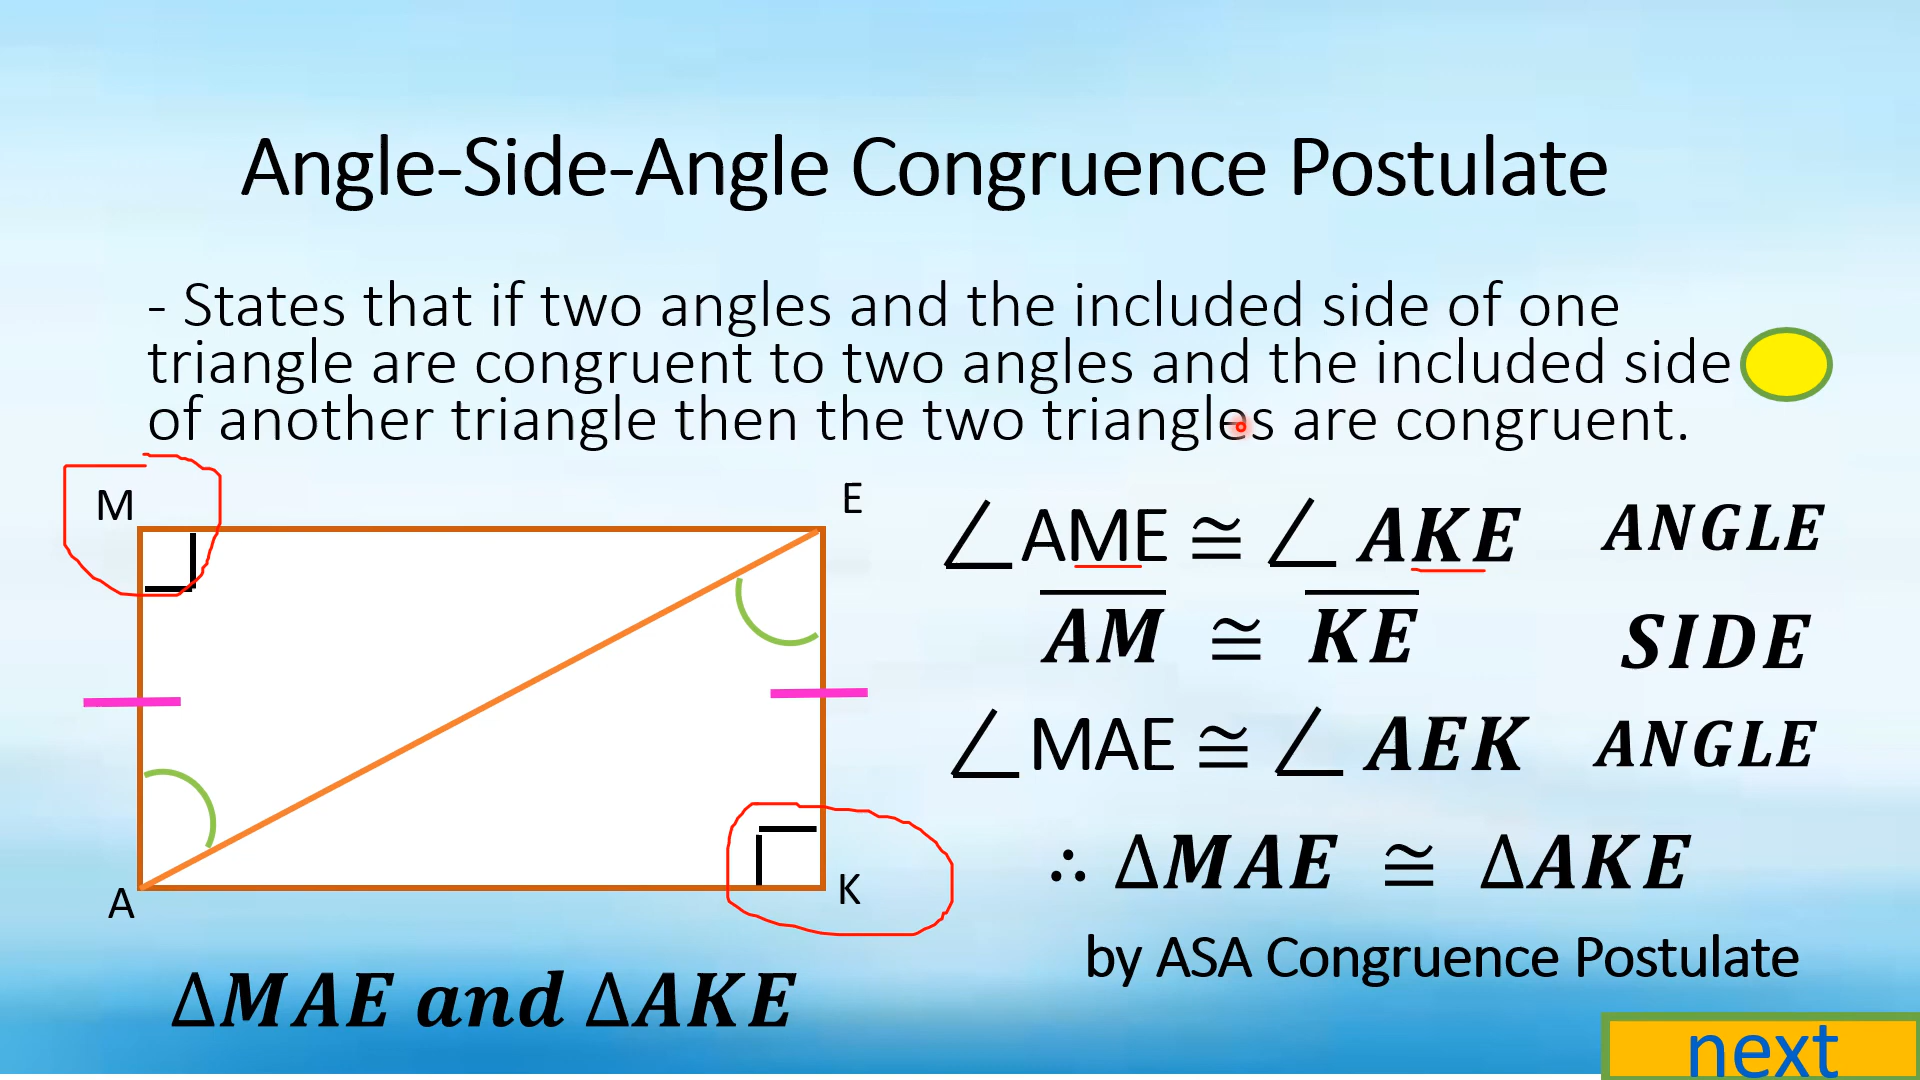 Angle-Side-Angle Congruence Postulate
- States that if two angles and the included side of one
triangle are congruent to two angles and the included side
of another triangle then the two triangles are congruent.
M
E
∠AME ≅ ∠AKE ANGLE
AM ≅ KE SIDE
∠MAE ≅ ∠AEK ANGLE
∴ ΔMAE ≅ ΔAKE
A
K
by ASA Congruence Postulate
ΔMAE and ΔAKE
next